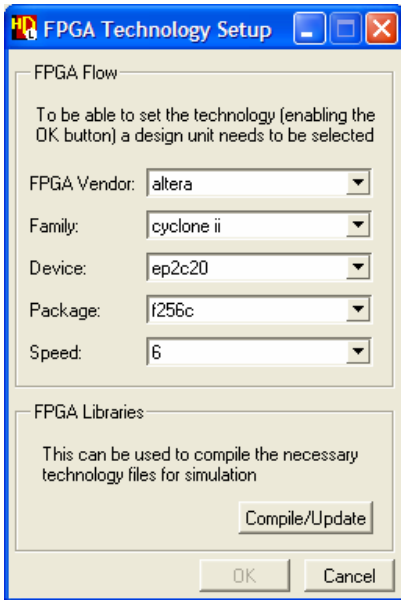 HD
FPGA Technology Setup
FPGA Flow
To be able to set the technology (enabling the
OK button) a design unit needs to be selected
FPGA Vendor: altera
Family: cyclone ii
Device: ep2c20
Package: f256c
Speed: 6
FPGA Libraries
This can be used to compile the necessary
technology files for simulation
Compile/Update
OK Cancel